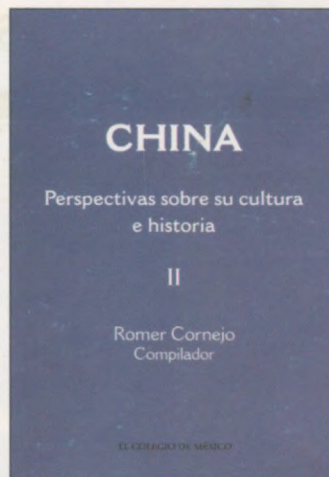 CHINA
Perspectivas sobre su cultura
e historia
II
Romer Cornejo
Compilador
EL COLEGIO DE MÉXICO